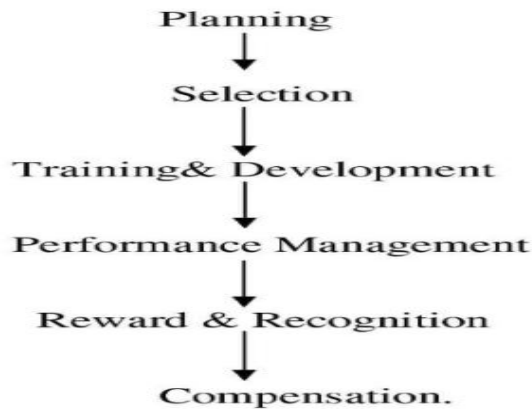 Planning
Selection
Training& Development
Performance Management
Reward & Recognition
Compensation.